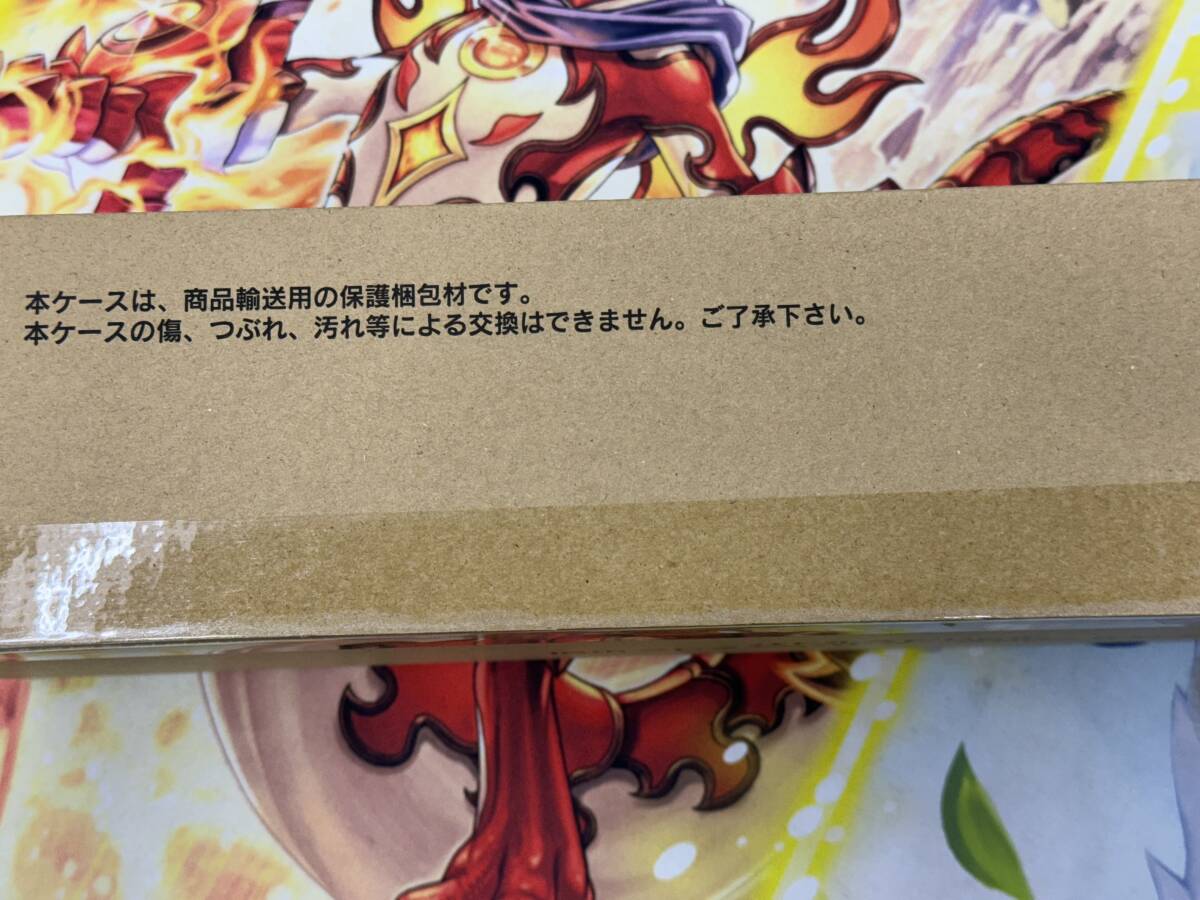 本ケースは、商品輸送用の保護梱包材です。
本ケースの傷、つぶれ、汚れ等による交換はできません。ご了承下さい。